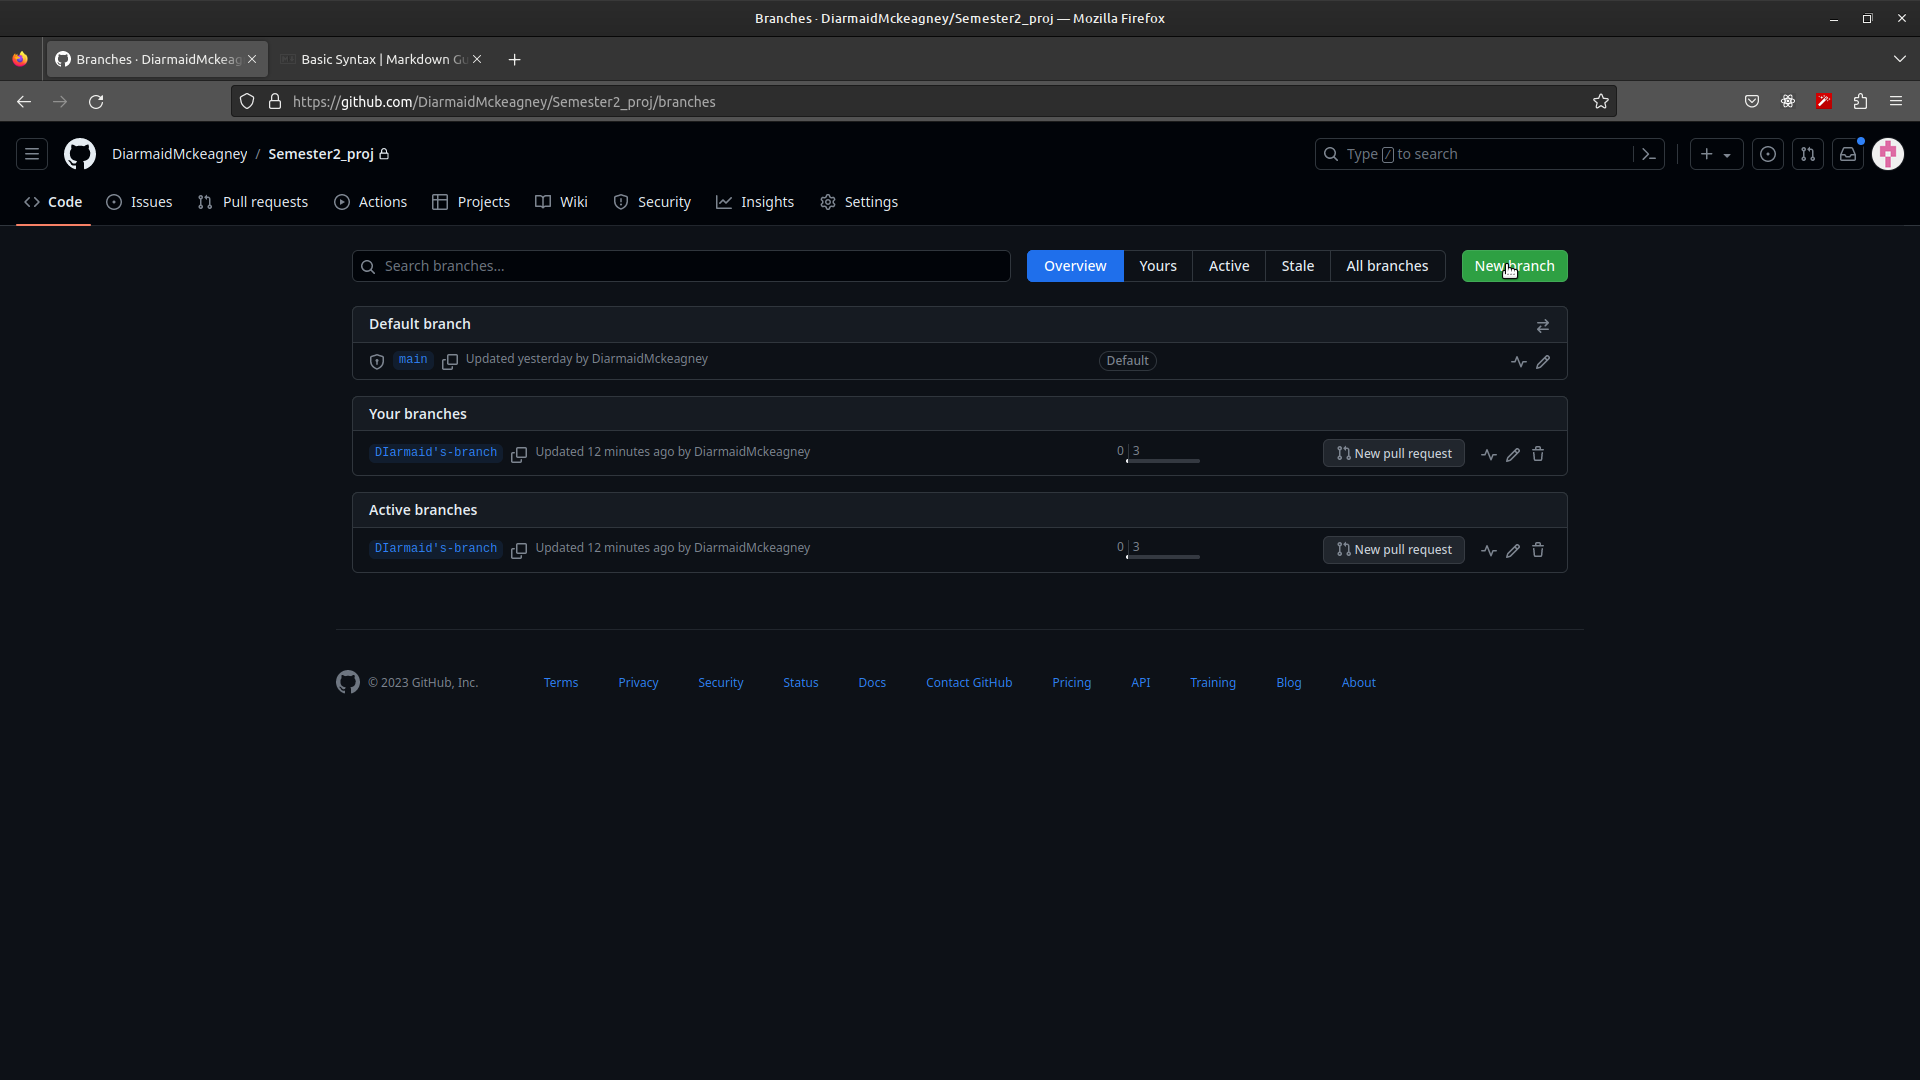 Branches · DiarmaidMckeagney/Semester2_proj — Mozilla Firefox
Branches · DiarmaidMckeag
Basic Syntax | Markdown Gu
https://github.com/DiarmaidMckeagney/Semester2_proj/branches
DiarmaidMckeagney / Semester2_proj
Type / to search
Code Issues Pull requests Actions Projects Wiki Security Insights Settings
Search branches...
Overview Yours Active Stale All branches
New branch
Default branch
main Updated yesterday by DiarmaidMckeagney Default
Your branches
DIarmaid's-branch Updated 12 minutes ago by DiarmaidMckeagney 0 | 3 New pull request
Active branches
DIarmaid's-branch Updated 12 minutes ago by DiarmaidMckeagney 0 | 3 New pull request
© 2023 GitHub, Inc. Terms Privacy Security Status Docs Contact GitHub Pricing API Training Blog About